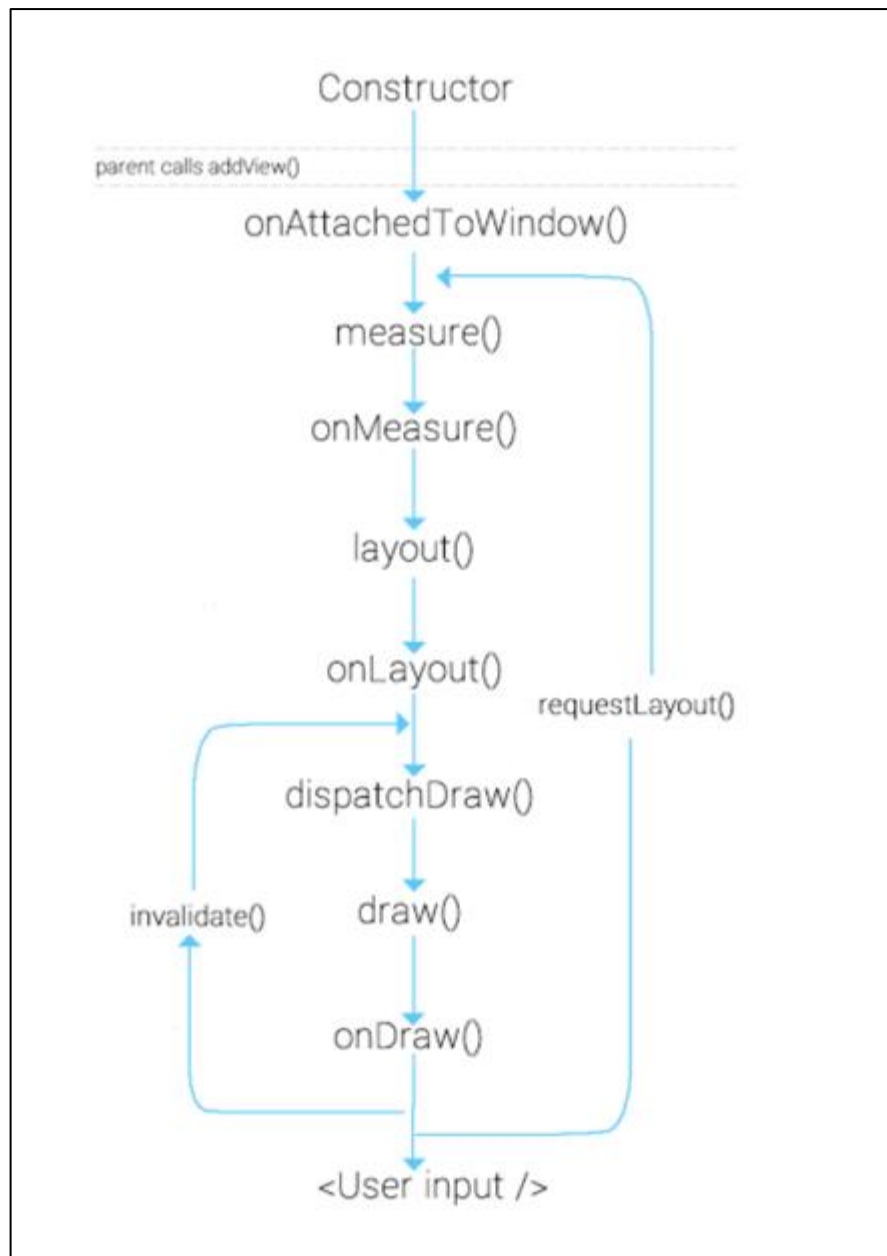 Constructor
parent calls addView()
onAttachedToWindow()
measure()
onMeasure()
layout()
onLayout()
requestLayout()
dispatchDraw()
invalidate()
draw()
onDraw()
<User input />